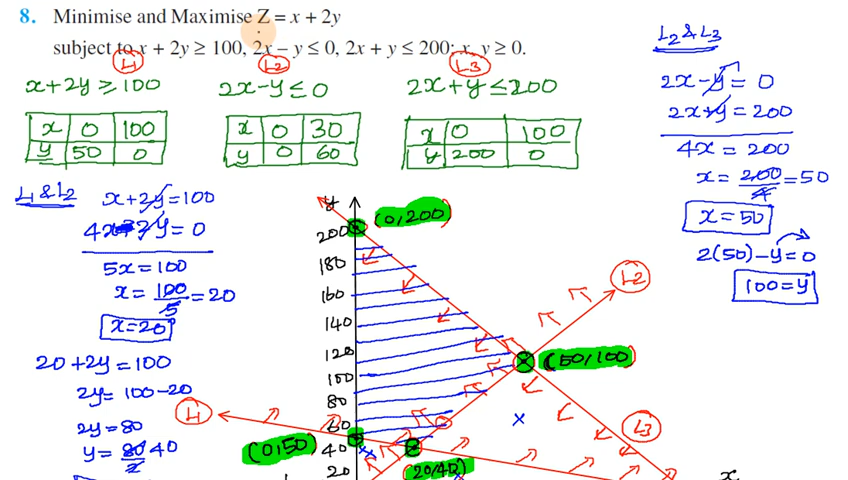 8. Minimise and Maximise Z = x + 2y
subject to x + 2y ≥ 100, 2x – y ≤ 0, 2x + y ≤ 200; x, y ≥ 0.
L1 L2 L3
x+2y ≥ 100
x 0 100
y 50 0
2x-y ≤ 0
x 0 30
y 0 60
2x+y ≤ 200
x 0 100
y 200 0
L2 & L3
2x-y = 0
2x+y = 200
4x = 200
x = 200/4 = 50
x = 50
2(50)-y=0
100=y
L1 & L2
x+2y=100
4x-2y=0
5x=100
x = 100/5 = 20
x=20
20+2y=100
2y= 100-20
2y=80
y= 80/2 40
y
200
180
160
140
120
100
80
60
40
20
(0,200)
L2
(50,100)
L1
L3
(0,50)
(20,40)
x